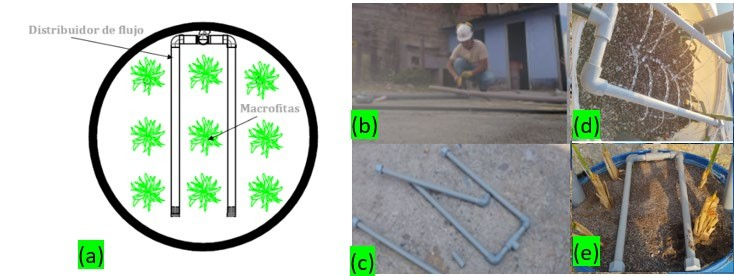 Distribuidor de flujo
Macrofitas
(a)
(b)
(c)
(d)
(e)